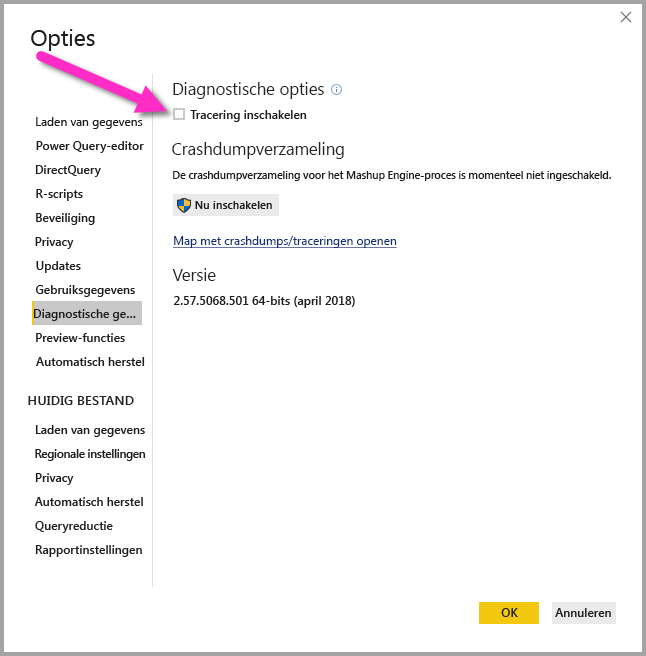 Opties
Laden van gegevens
Power Query-editor
DirectQuery
R-scripts
Beveiliging
Privacy
Updates
Gebruiksgegevens
Diagnostische ge...
Preview-functies
Automatisch herstel
HUIDIG BESTAND
Laden van gegevens
Regionale instellingen
Privacy
Automatisch herstel
Queryreductie
Rapportinstellingen
Diagnostische opties
Tracering inschakelen
Crashdumpverzameling
De crashdumpverzameling voor het Mashup Engine-proces is momenteel niet ingeschakeld.
Nu inschakelen
Map met crashdumps/traceringen openen
Versie
2.57.5068.501 64-bits (april 2018)
OK
Annuleren